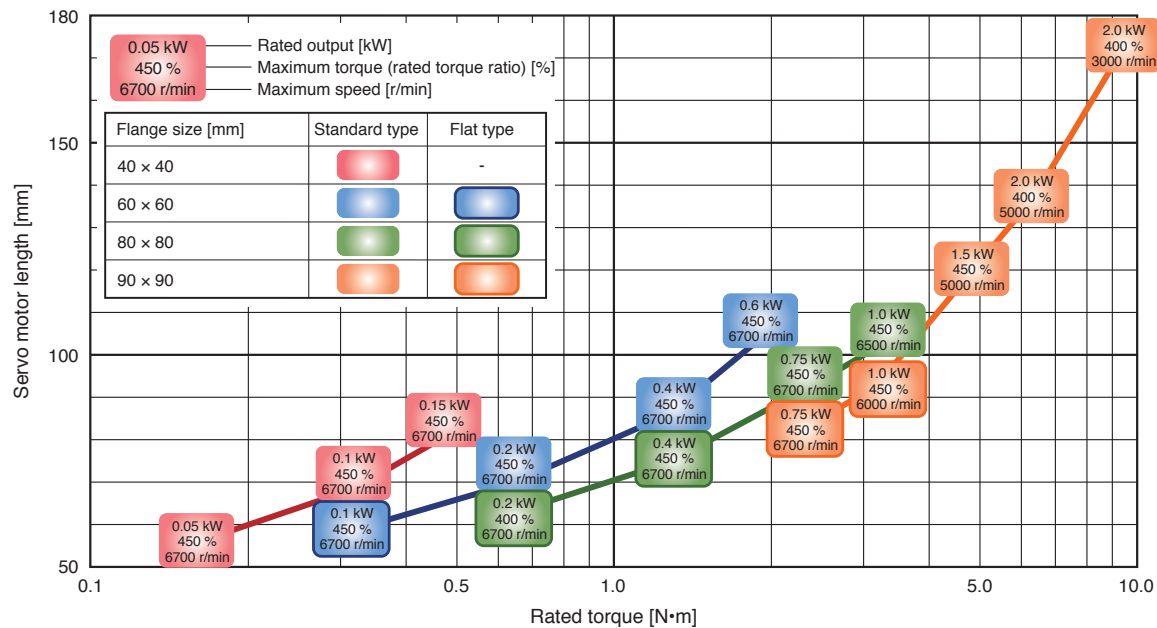 180
150
100
50
Servo motor length [mm]
0.05 kW
450 %
6700 r/min
Rated output [kW]
Maximum torque (rated torque ratio) [%]
Maximum speed [r/min]
Flange size [mm] Standard type Flat type
40 × 40 -
60 × 60
80 × 80
90 × 90
0.05 kW
450 %
6700 r/min
0.1 kW
450 %
6700 r/min
0.15 kW
450 %
6700 r/min
0.1 kW
450 %
6700 r/min
0.2 kW
450 %
6700 r/min
0.4 kW
450 %
6700 r/min
0.6 kW
450 %
6700 r/min
0.2 kW
400 %
6700 r/min
0.4 kW
450 %
6700 r/min
0.75 kW
450 %
6700 r/min
1.0 kW
450 %
6500 r/min
0.75 kW
450 %
6700 r/min
1.0 kW
450 %
6000 r/min
1.5 kW
450 %
5000 r/min
2.0 kW
400 %
5000 r/min
2.0 kW
400 %
3000 r/min
0.1 0.5 1.0 5.0 10.0
Rated torque [N•m]